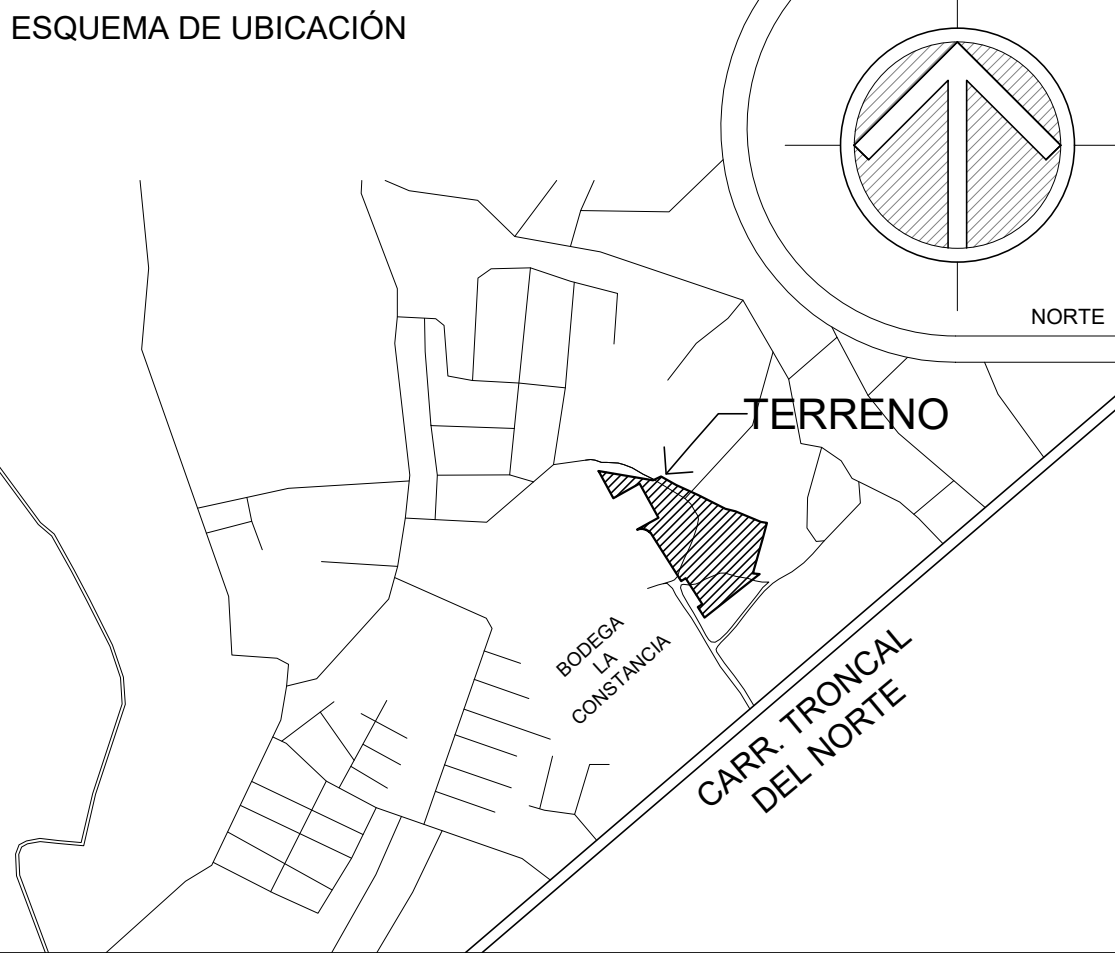 ESQUEMA DE UBICACIÓN
NORTE
TERRENO
BODEGA
LA
CONSTANCIA
CARR. TRONCAL
DEL NORTE